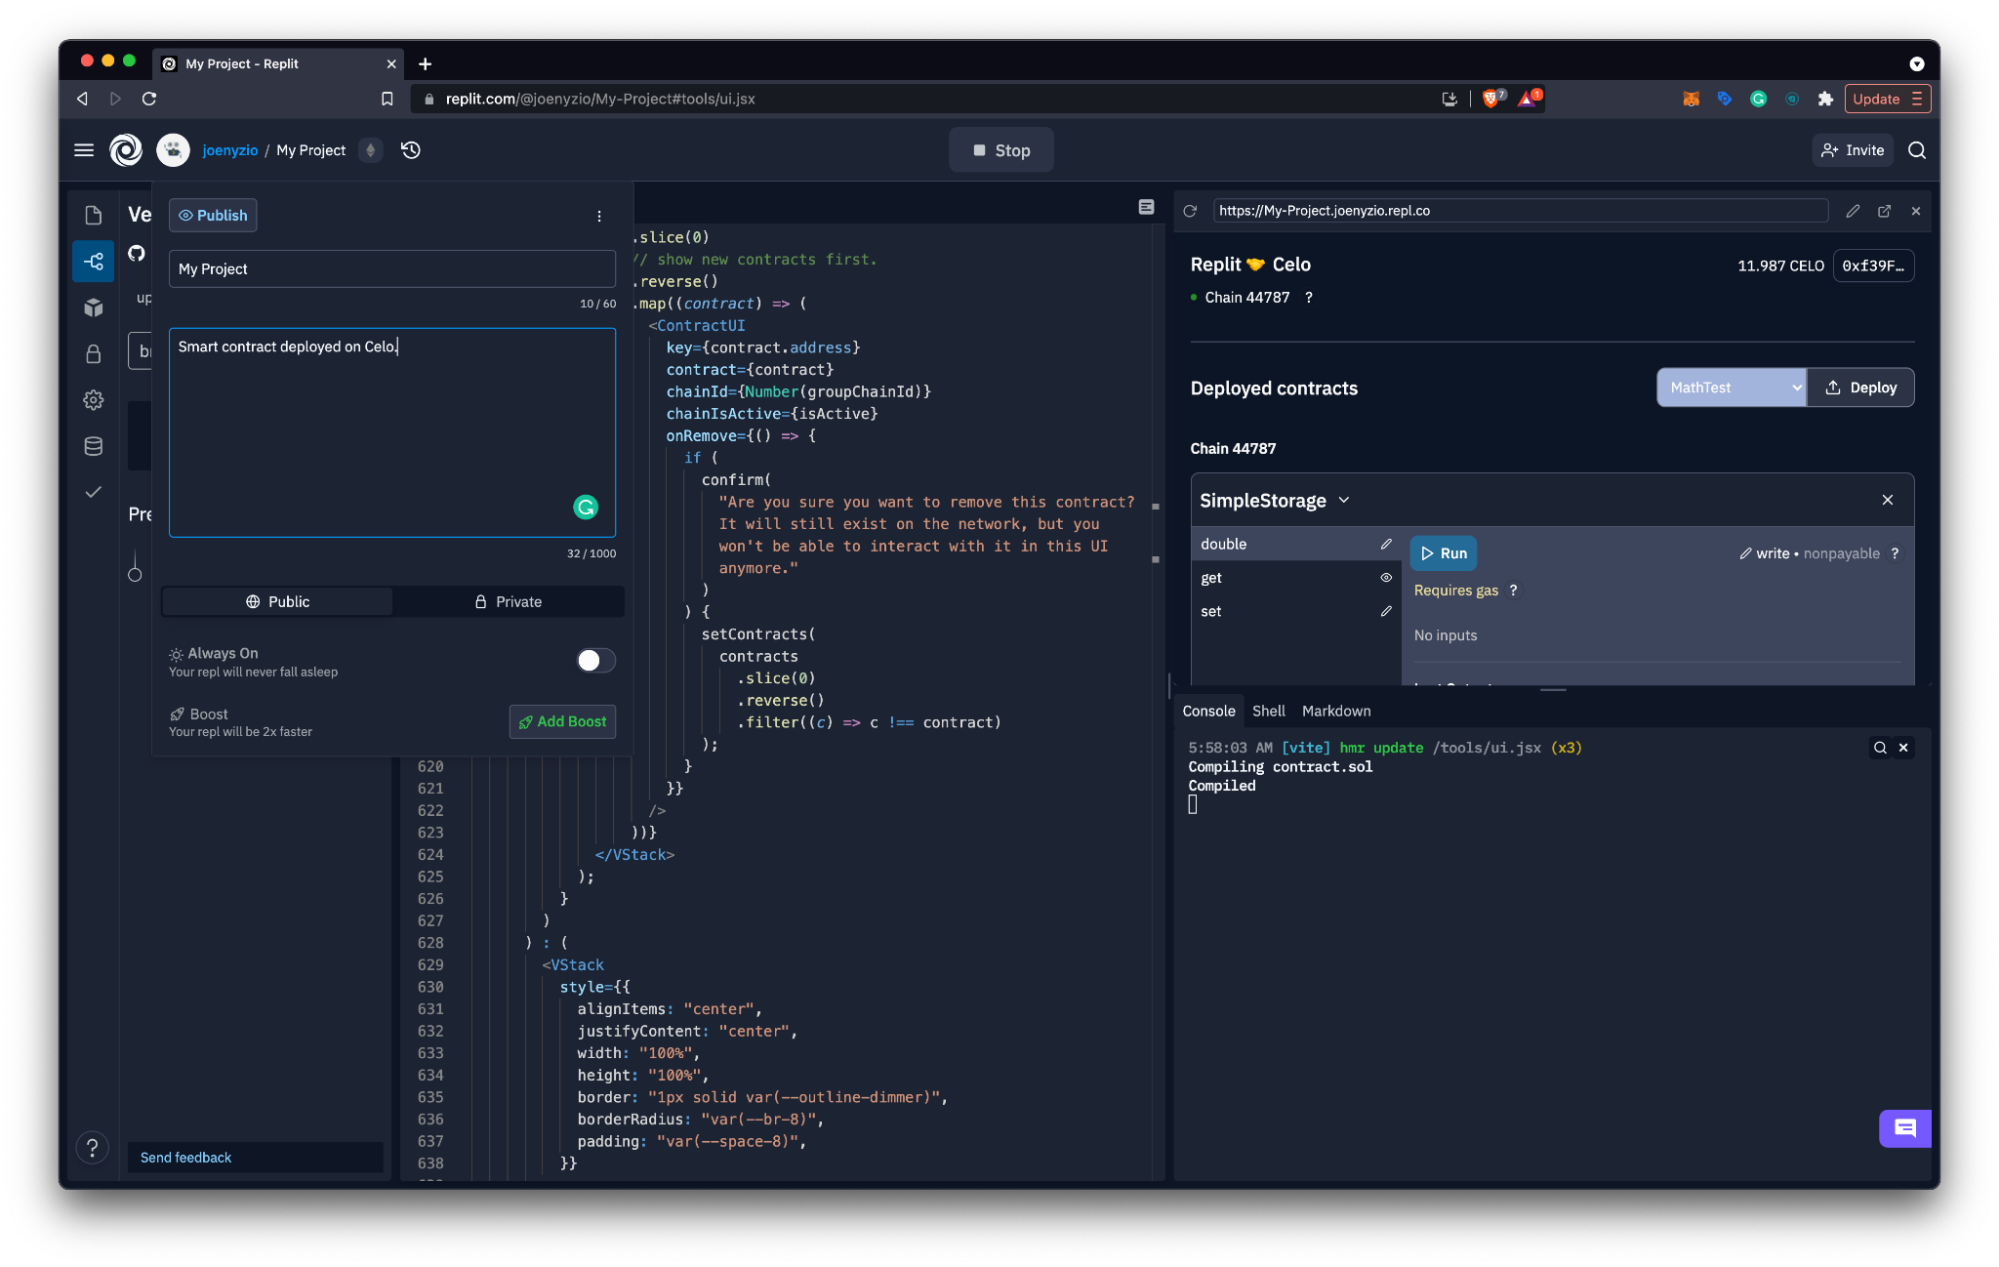 My Project - Replit
replit.com/@joenyzio/My-Project#tools/ui.jsx
7
1
Update
joenyzio / My Project
Stop
Invite
Ve
Publish
My Project
10 / 60
up
Smart contract deployed on Celo.
br
Pre
32 / 1000
Public
Private
Always On
Your repl will never fall asleep
Boost
Your repl will be 2x faster
Add Boost
Send feedback
?
.slice(0)
// show new contracts first.
.reverse()
.map((contract) => (
<ContractUI
key={contract.address}
contract={contract}
chainId={Number(groupChainId)}
chainIsActive={isActive}
onRemove={() => {
if (
confirm(
"Are you sure you want to remove this contract?
It will still exist on the network, but you
won't be able to interact with it in this UI
anymore."
)
) {
setContracts(
contracts
.slice(0)
.reverse()
.filter((c) => c !== contract)
);
620 }
621 }}
622 />
623 ))}
624 </VStack>
625 );
626 }
627 )
628 ) : (
629 <VStack
630 style={{
631 alignItems: "center",
632 justifyContent: "center",
633 width: "100%",
634 height: "100%",
635 border: "1px solid var(--outline-dimmer)",
636 borderRadius: "var(--br-8)",
637 padding: "var(--space-8)",
638 }}
https://My-Project.joenyzio.repl.co
Replit 🤝 Celo
11.987 CELO
0xf39F…
Chain 44787 ?
Deployed contracts
MathTest
Deploy
Chain 44787
SimpleStorage
double
get
set
Run
write • nonpayable ?
Requires gas ?
No inputs
Console
Shell
Markdown
5:58:03 AM [vite] hmr update /tools/ui.jsx (x3)
Compiling contract.sol
Compiled